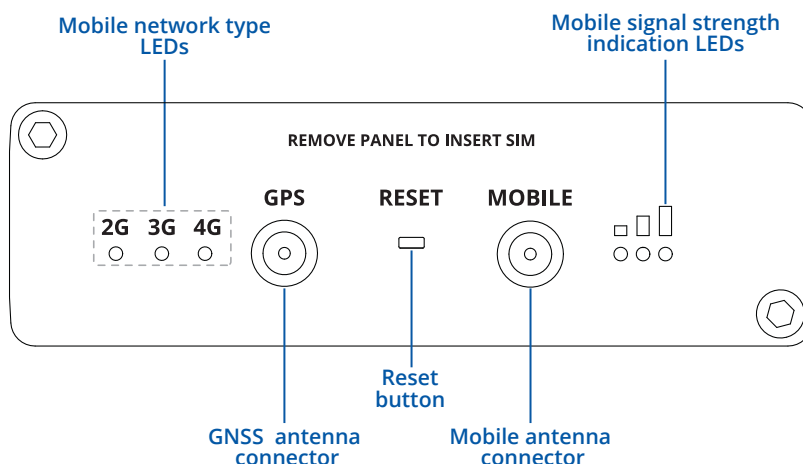 Mobile network type
LEDs
Mobile signal strength
indication LEDs
REMOVE PANEL TO INSERT SIM
GPS
RESET
MOBILE
2G 3G 4G
Reset
button
GNSS antenna
connector
Mobile antenna
connector